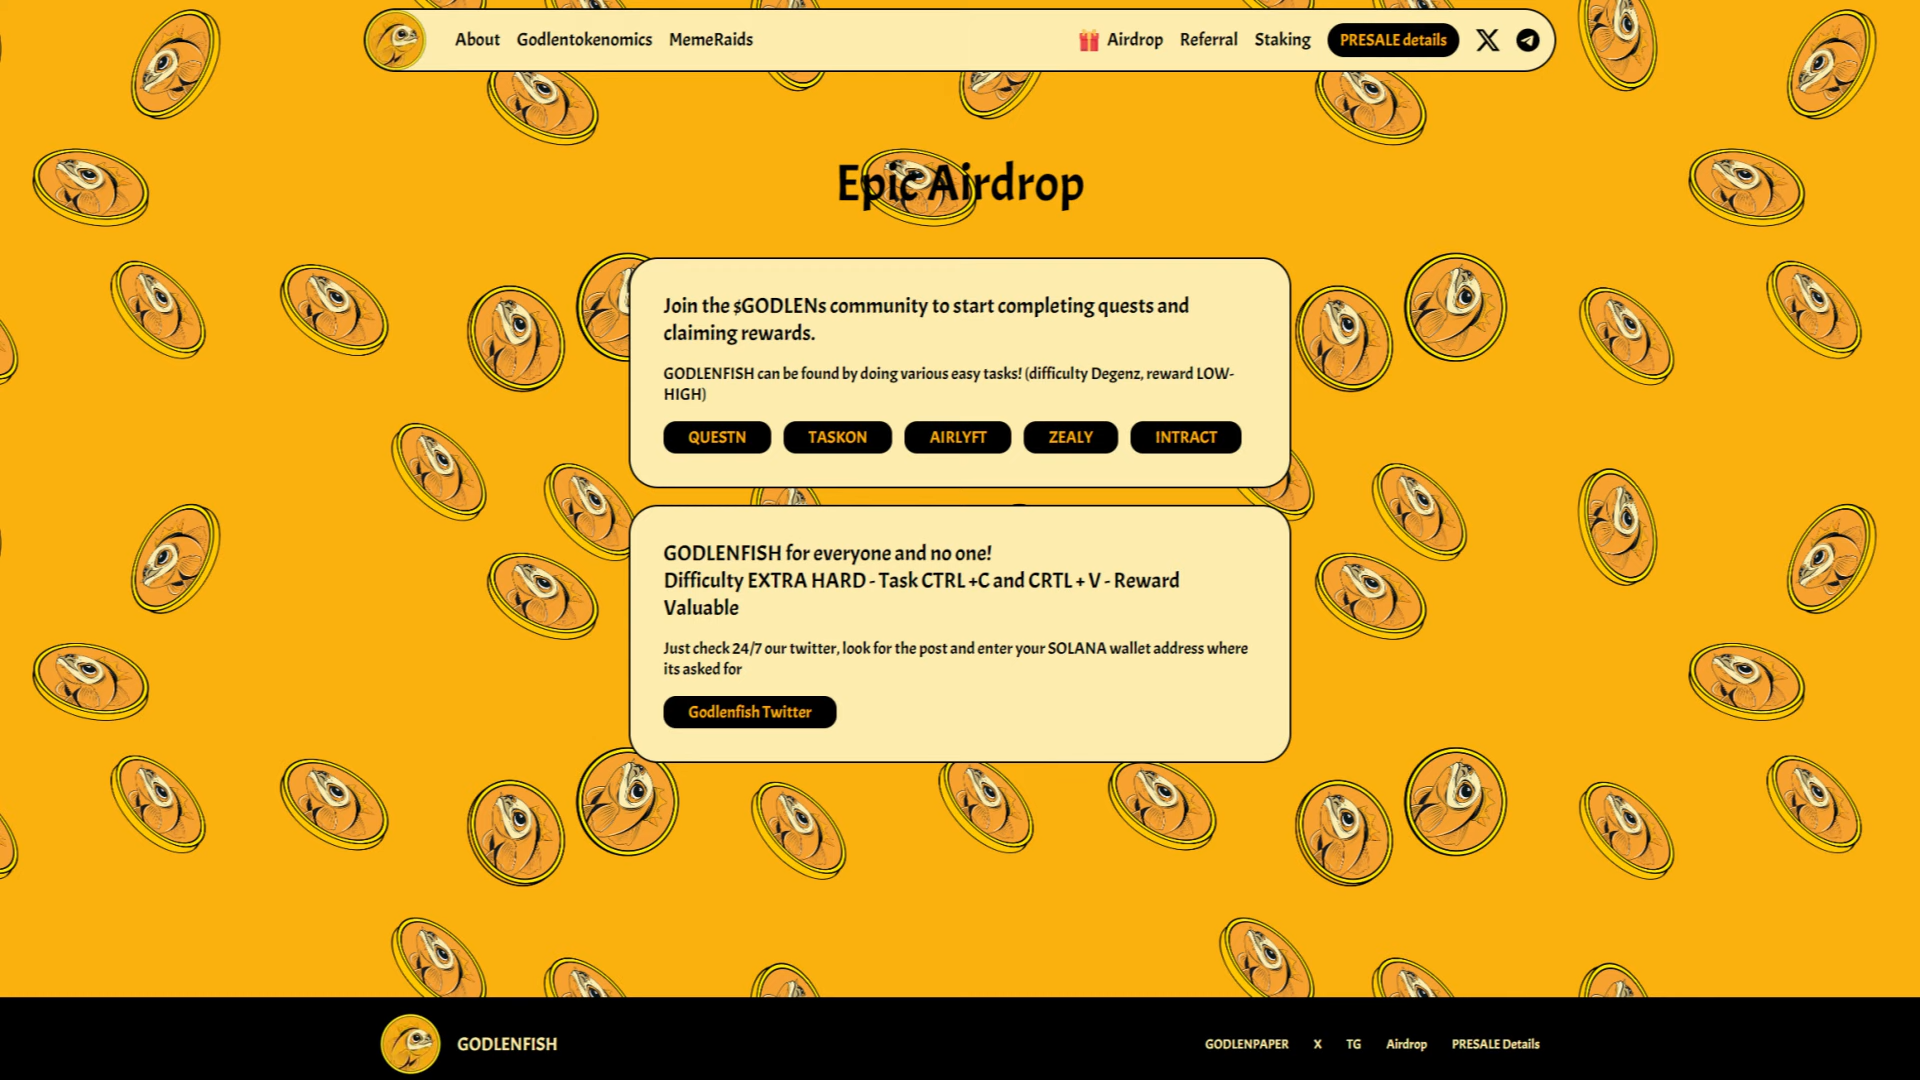 About Godlentokenomics MemeRaids
Airdrop Referral Staking PRESALE details
Epic Airdrop
Join the $GODLENs community to start completing quests and
claiming rewards.
GODLENFISH can be found by doing various easy tasks! (difficulty Degenz, reward LOW-
HIGH)
QUESTN TASKON AIRLYFT ZEALY INTRACT
GODLENFISH for everyone and no one!
Difficulty EXTRA HARD - Task CTRL +C and CRTL + V - Reward
Valuable
Just check 24/7 our twitter, look for the post and enter your SOLANA wallet address where
its asked for
Godlenfish Twitter
GODLENFISH
GODLENPAPER X TG Airdrop PRESALE Details